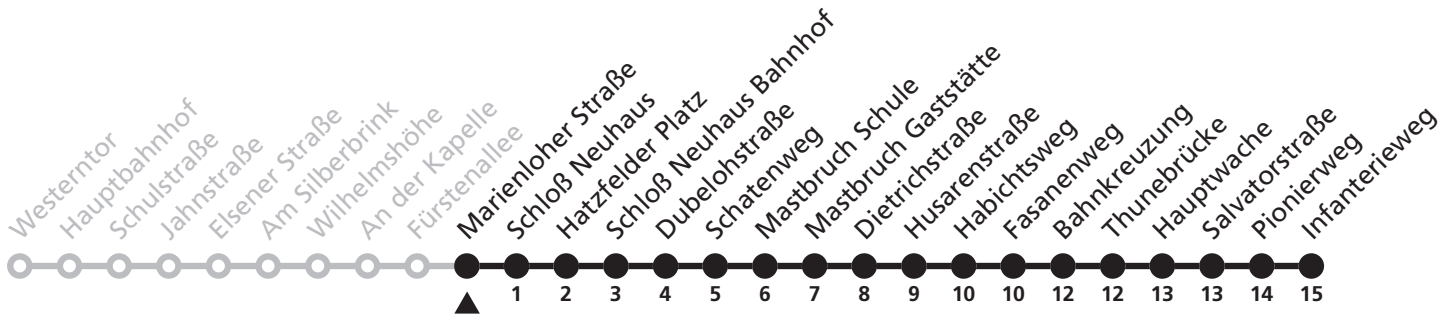 Westerntor
Hauptbahnhof
Schulstraße
Jahnstraße
Elsener Straße
Am Silberbrink
Wilhelmshöhe
An der Kapelle
Fürstenallee
Marienloher Straße
Schloß Neuhaus
Hatzfelder Platz
Schloß Neuhaus Bahnhof
Dubelohstraße
Schatenweg
Mastbruch Schule
Mastbruch Gaststätte
Dietrichstraße
Husarenstraße
Habichtsweg
Fasanenweg
Bahnkreuzung
Thunebrücke
Hauptwache
Salvatorstraße
Pionierweg
Infanterieweg
1 2 3 4 5 6 7 8 9 10 10 12 12 13 13 14 15